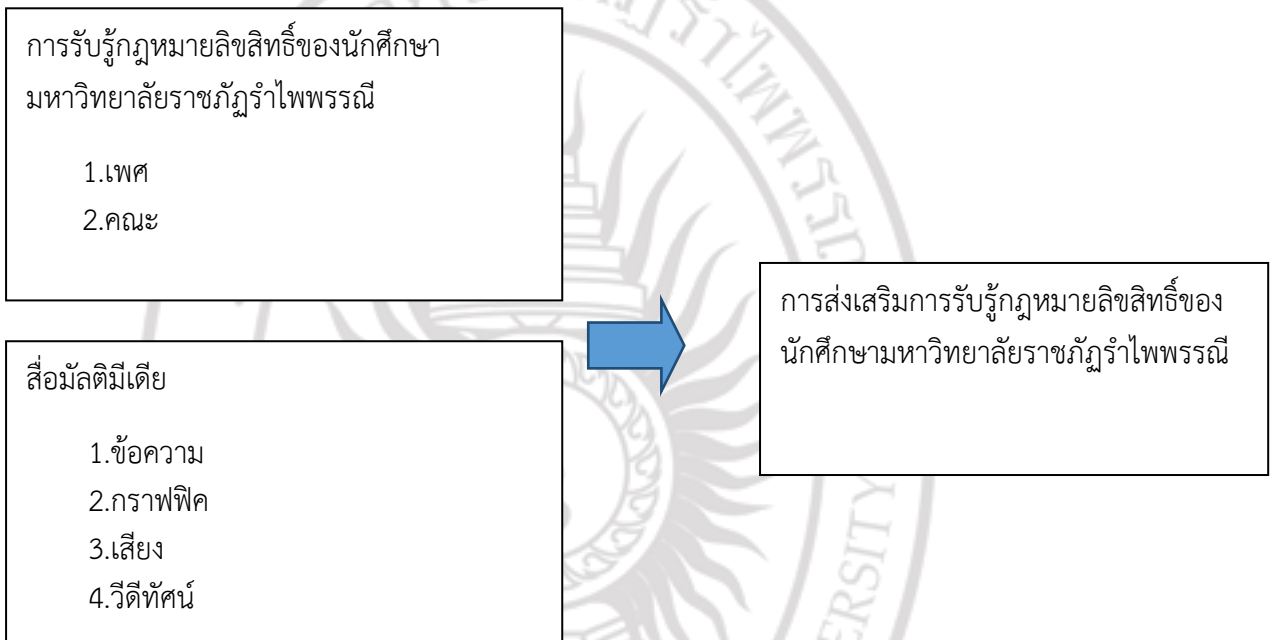 การรับรู้กฎหมายลิขสิทธิ์ของนักศึกษา
มหาวิทยาลัยราชภัฏรำไพพรรณี
1.เพศ
2.คณะ
สื่อมัลติมีเดีย
1.ข้อความ
2.กราฟฟิค
3.เสียง
4.วีดีทัศน์
การส่งเสริมการรับรู้กฎหมายลิขสิทธิ์ของ
นักศึกษามหาวิทยาลัยราชภัฏรำไพพรรณี